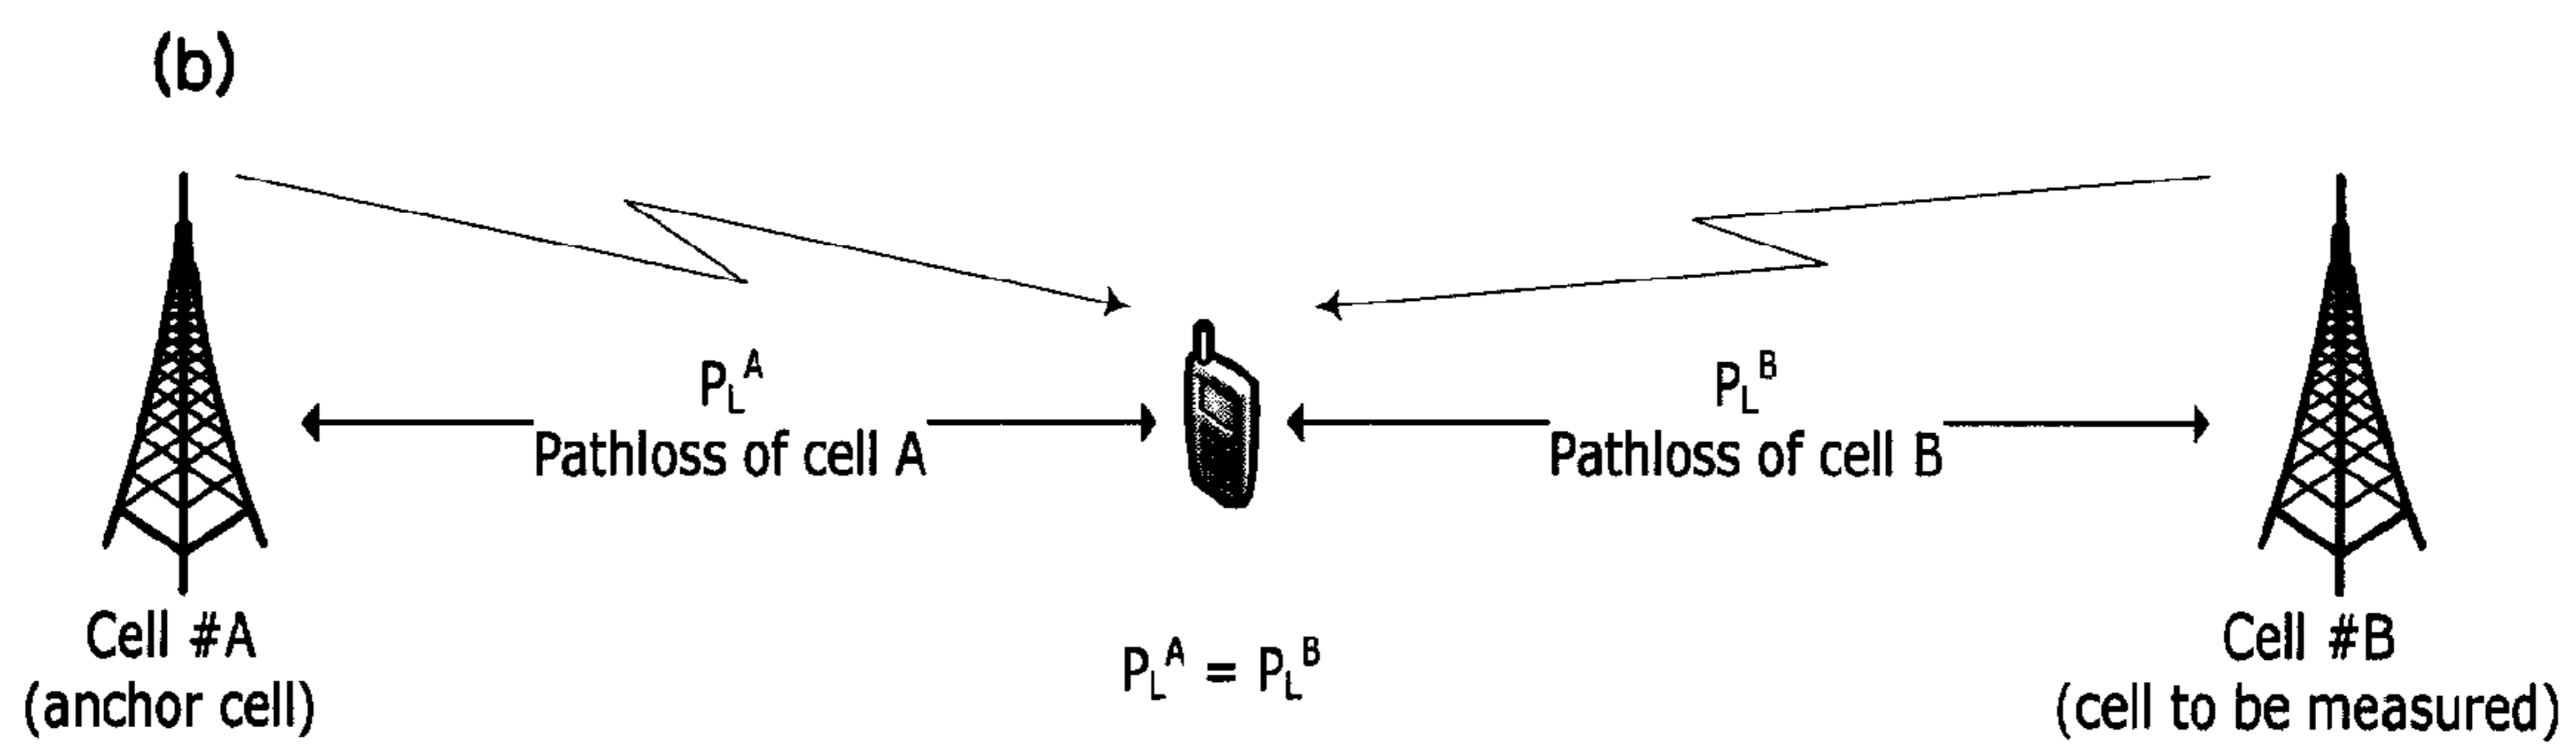 (b)
P_L^A
Pathloss of cell A
P_L^B
Pathloss of cell B
Cell #A
(anchor cell)
P_L^A = P_L^B
Cell #B
(cell to be measured)